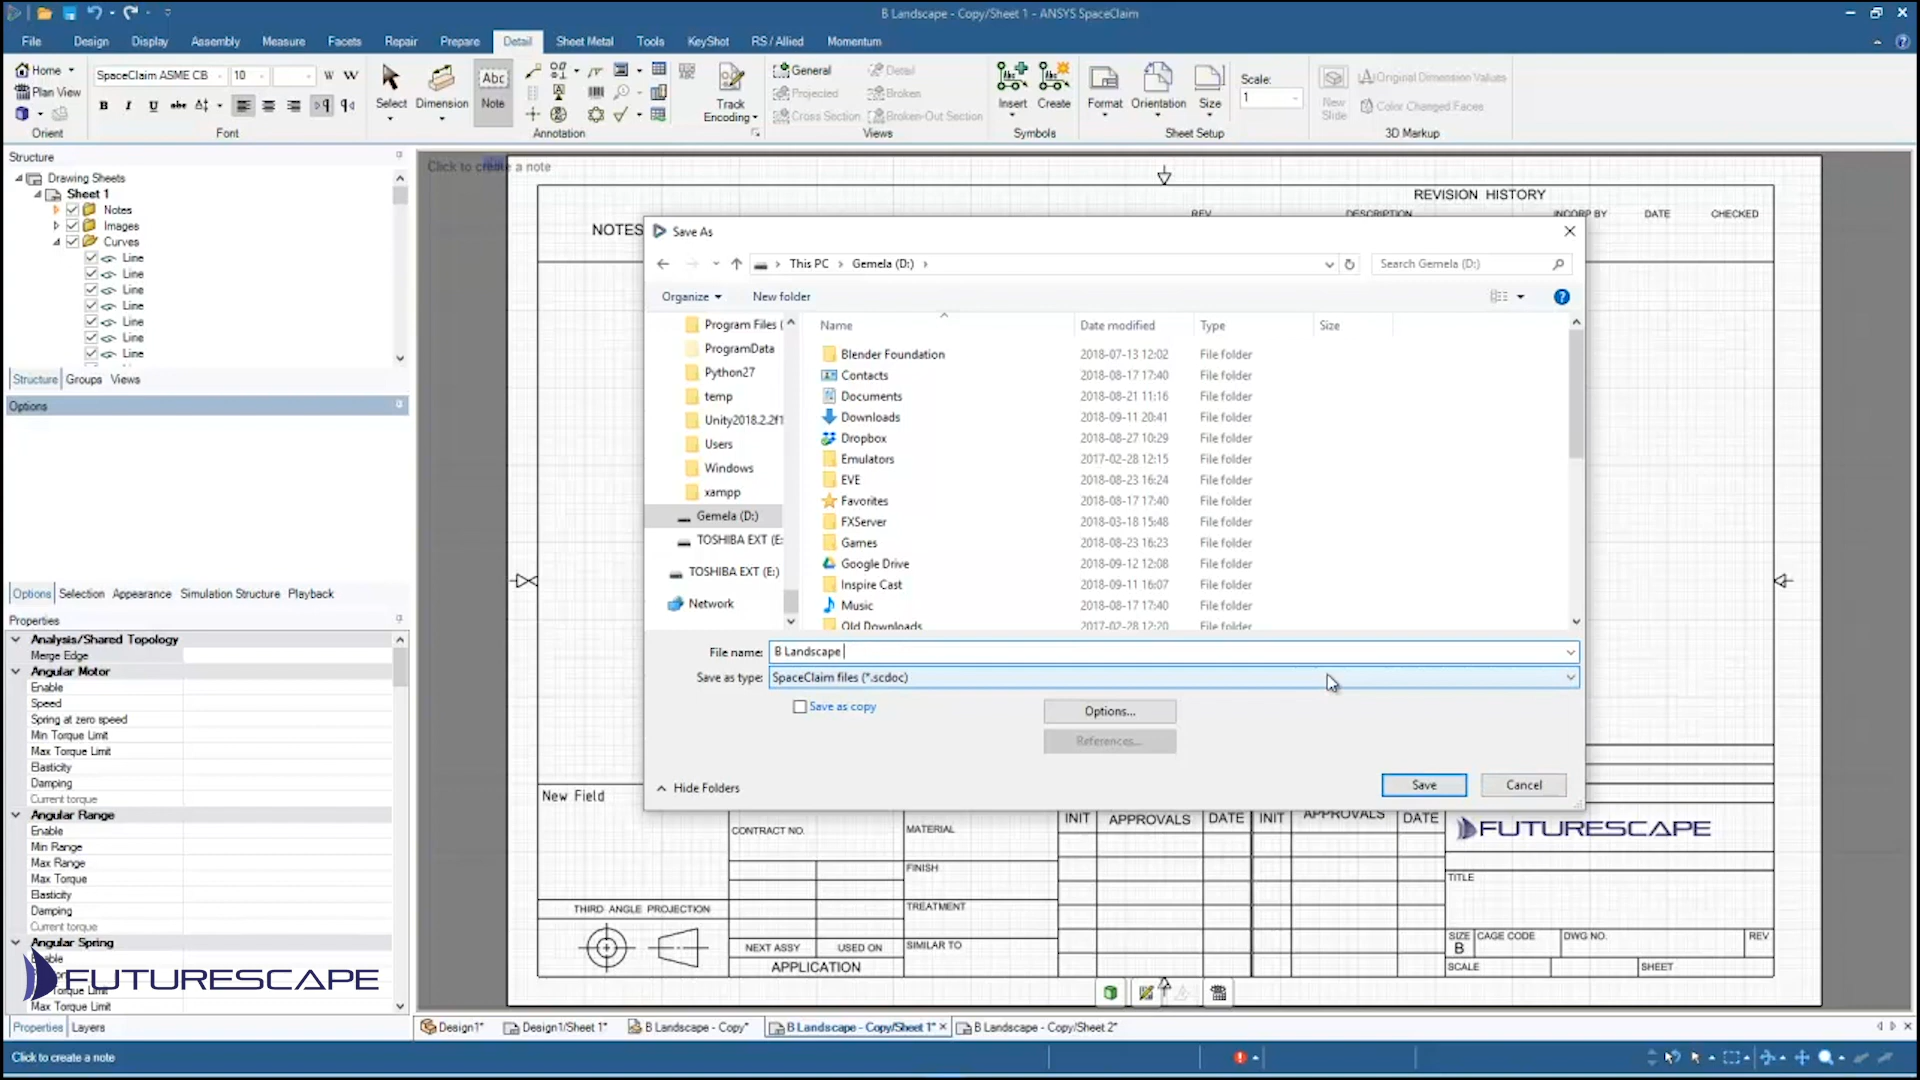 B Landscape - Copy/Sheet 1 - ANSYS SpaceClaim
File Design Display Assembly Measure Facets Repair Prepare Detail Sheet Metal Tools KeyShot RS / Allied Momentum
Home
Plan View
Orient
SpaceClaim ASME CB 10
B I U abc
Font
Select
Dimension
Abc
Note
Annotation
Track
Encoding
General
Projected
Cross Section
Detail
Broken
Broken-Out Section
Views
Insert
Create
Symbols
Format
Orientation
Size
Scale:
1
Sheet Setup
New
Slide
Original Dimension Values
Color Changed Faces
3D Markup
Structure
Drawing Sheets
Sheet 1
Notes
Images
Curves
Line
Line
Line
Line
Line
Line
Line
Structure Groups Views
Options
Options Selection Appearance Simulation Structure Playback
Properties
Analysis/Shared Topology
Merge Edge
Angular Motor
Enable
Speed
Spring at zero speed
Min Torque Limit
Max Torque Limit
Elasticity
Damping
Current torque
Angular Range
Enable
Min Range
Max Range
Max Torque
Elasticity
Damping
Current torque
Angular Spring
FUTURESCAPE
Max Torque Limit
Properties Layers
Click to create a note
REVISION HISTORY
REV DESCRIPTION INCORP BY DATE CHECKED
NOTES
Save As
This PC > Gemela (D:) >
Search Gemela (D:)
Organize New folder
Program Files (
ProgramData
Python27
temp
Unity2018.2.2f1
Users
Windows
xampp
Gemela (D:)
TOSHIBA EXT (E:
TOSHIBA EXT (E:)
Network
Name Date modified Type Size
Blender Foundation 2018-07-13 12:02 File folder
Contacts 2018-08-17 17:40 File folder
Documents 2018-08-21 11:16 File folder
Downloads 2018-09-11 20:41 File folder
Dropbox 2018-08-27 10:29 File folder
Emulators 2017-02-28 12:15 File folder
EVE 2018-08-23 16:24 File folder
Favorites 2018-08-17 17:40 File folder
FXServer 2018-03-18 15:48 File folder
Games 2018-08-23 16:23 File folder
Google Drive 2018-09-12 12:08 File folder
Inspire Cast 2018-09-11 16:07 File folder
Music 2018-08-17 17:40 File folder
Old Downloads 2017-02-28 12:20 File folder
File name: B Landscape
Save as type: SpaceClaim files (*.scdoc)
Save as copy
Options...
References...
Hide Folders
Save
Cancel
New Field
CONTRACT NO.
MATERIAL
FINISH
TREATMENT
SIMILAR TO
THIRD ANGLE PROJECTION
NEXT ASSY USED ON
APPLICATION
INIT APPROVALS DATE INIT APPROVALS DATE
FUTURESCAPE
TITLE
SIZE
B
CAGE CODE
DWG NO.
REV
SCALE
SHEET
Design1* Design1/Sheet 1* B Landscape - Copy* B Landscape - Copy/Sheet 1* B Landscape - Copy/Sheet 2*
Click to create a note